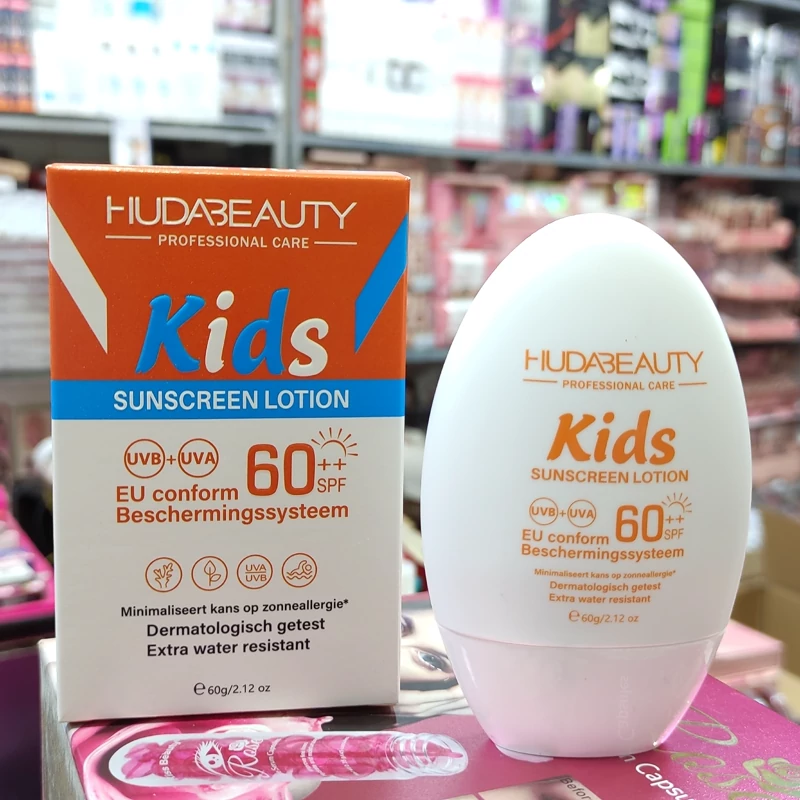 HUDABEAUTY
PROFESSIONAL CARE
Kids
SUNSCREEN LOTION
UVB + UVA 60++ SPF
EU conform
Beschermingssysteem
UVA
UVB
Minimaliseert kans op zonneallergie*
Dermatologisch getest
Extra water resistant
e 60g/2.12 oz
HUDABEAUTY
PROFESSIONAL CARE
Kids
SUNSCREEN LOTION
UVB + UVA 60++ SPF
EU conform
Beschermingssysteem
Minimaliseert kans op zonneallergie*
Dermatologisch getest
Extra water resistant
e 60g/2.12 oz